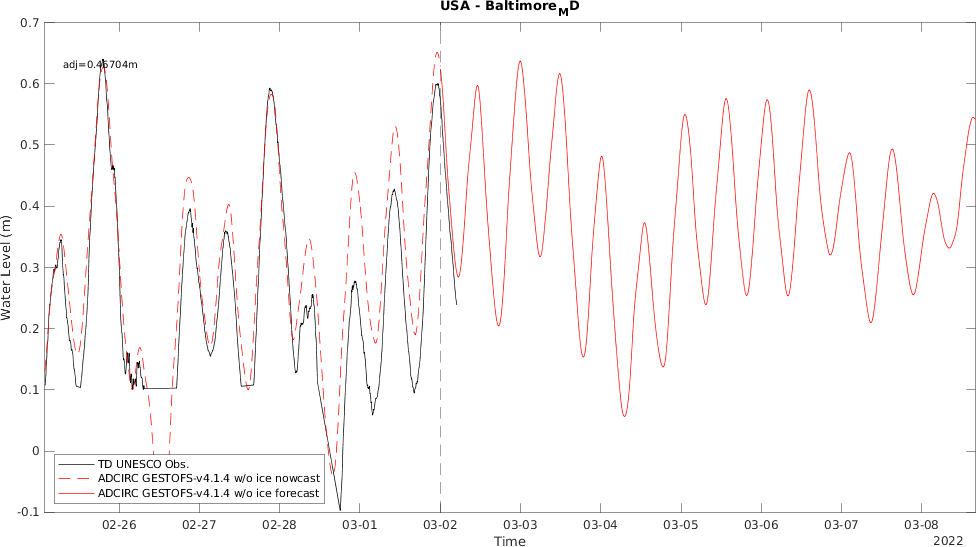 USA - BaltimoreMD
0.7
0.6
0.5
0.4
0.3
0.2
0.1
0
-0.1
Water Level (m)
adj=0.46704m
TD UNESCO Obs.
ADCIRC GESTOFS-v4.1.4 w/o ice nowcast
ADCIRC GESTOFS-v4.1.4 w/o ice forecast
02-26 02-27 02-28 03-01 03-02 03-03 03-04 03-05 03-06 03-07 03-08
Time
2022